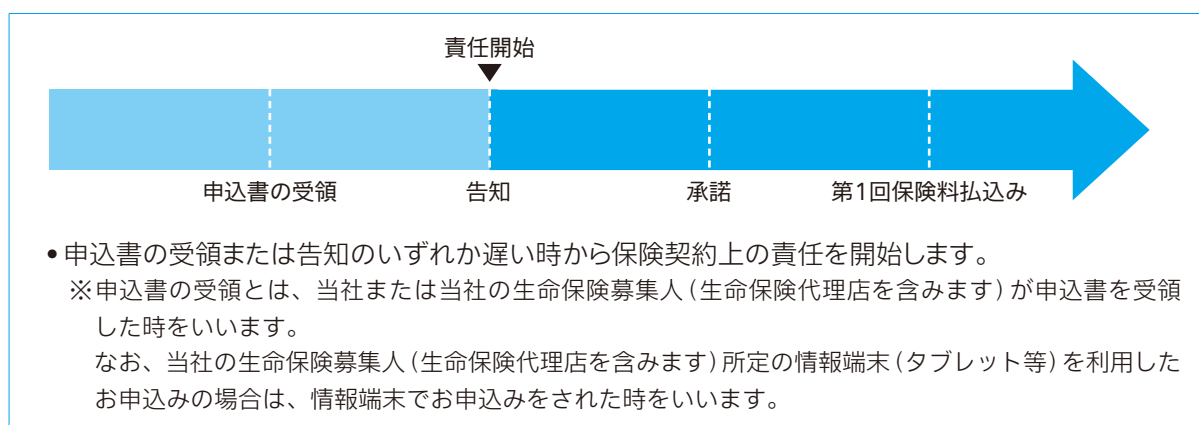 責任開始
申込書の受領 告知 承諾 第1回保険料払込み
•申込書の受領または告知のいずれか遅い時から保険契約上の責任を開始します。
※申込書の受領とは、当社または当社の生命保険募集人(生命保険代理店を含みます)が申込書を受領
した時をいいます。
なお、当社の生命保険募集人(生命保険代理店を含みます)所定の情報端末(タブレット等)を利用した
お申込みの場合は、情報端末でお申込みをされた時をいいます。